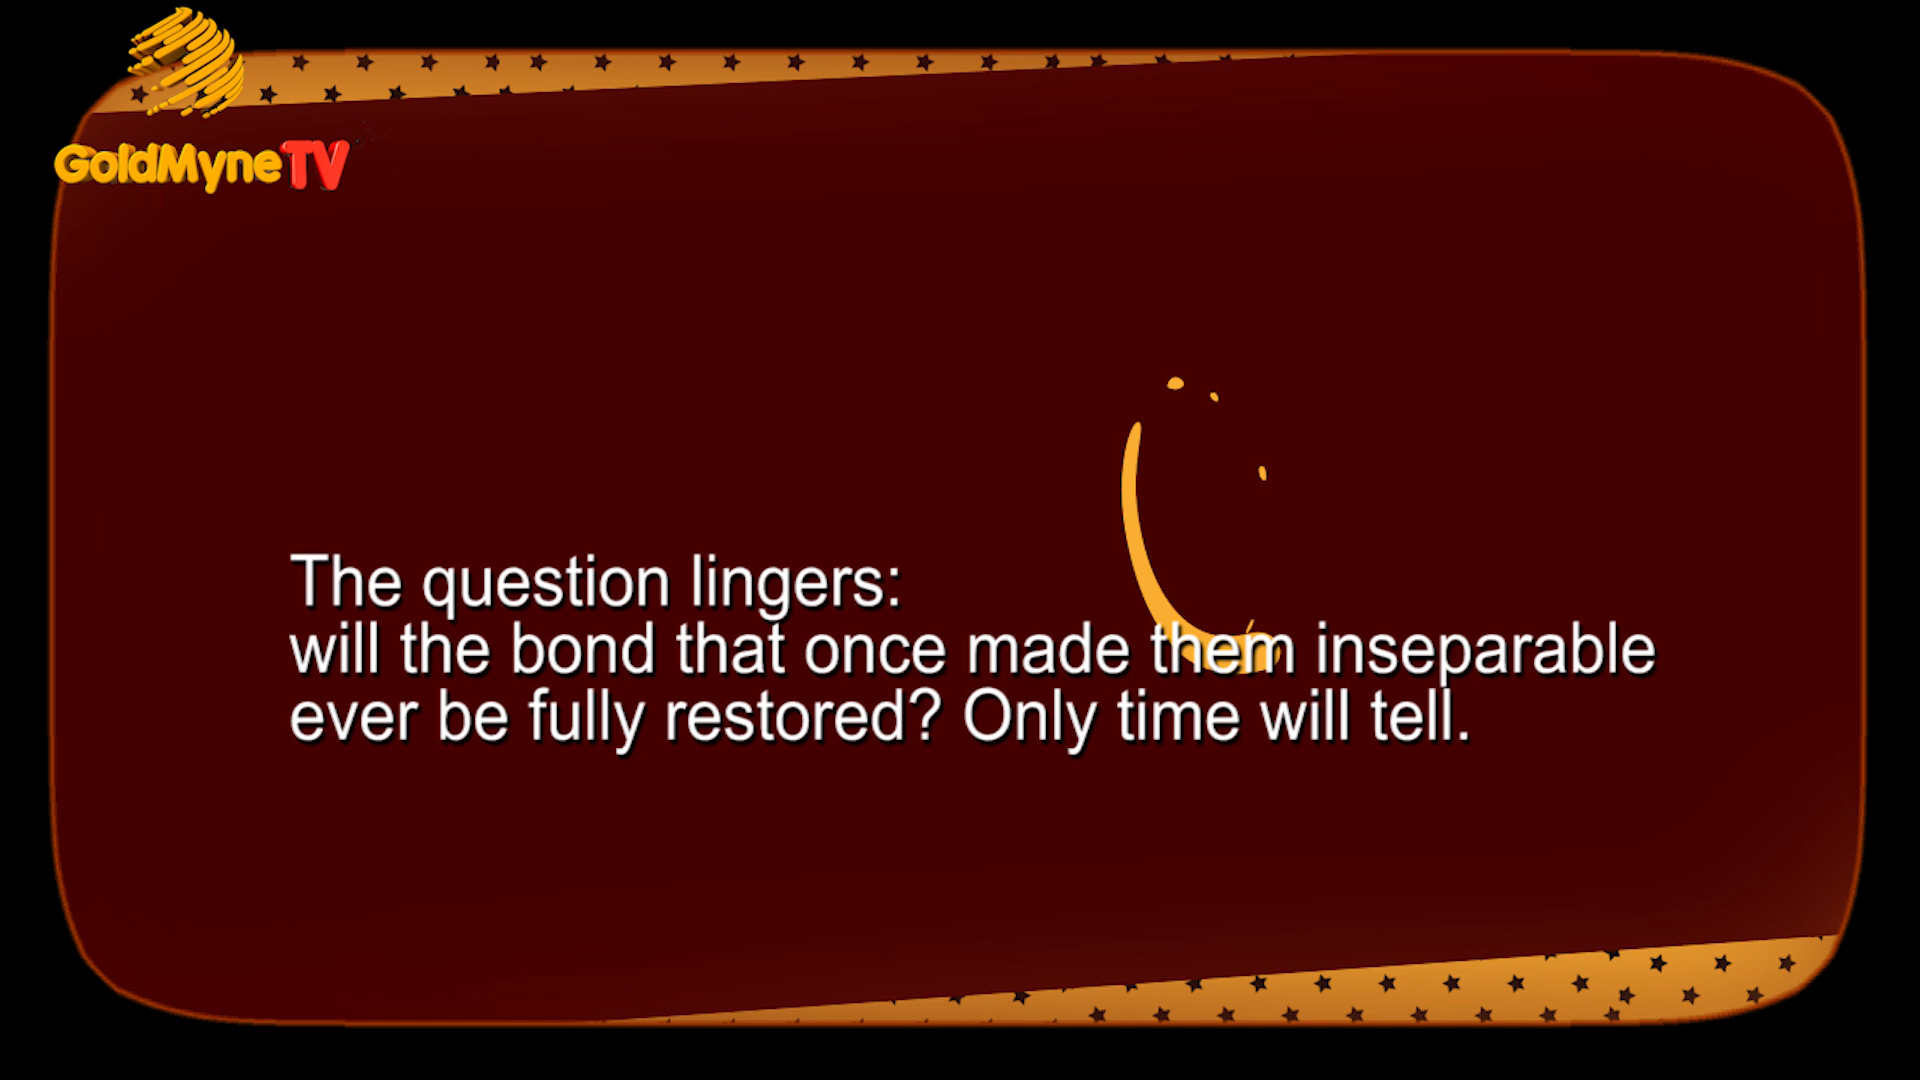 GoldMyneTV
The question lingers:
will the bond that once made them inseparable
ever be fully restored? Only time will tell.